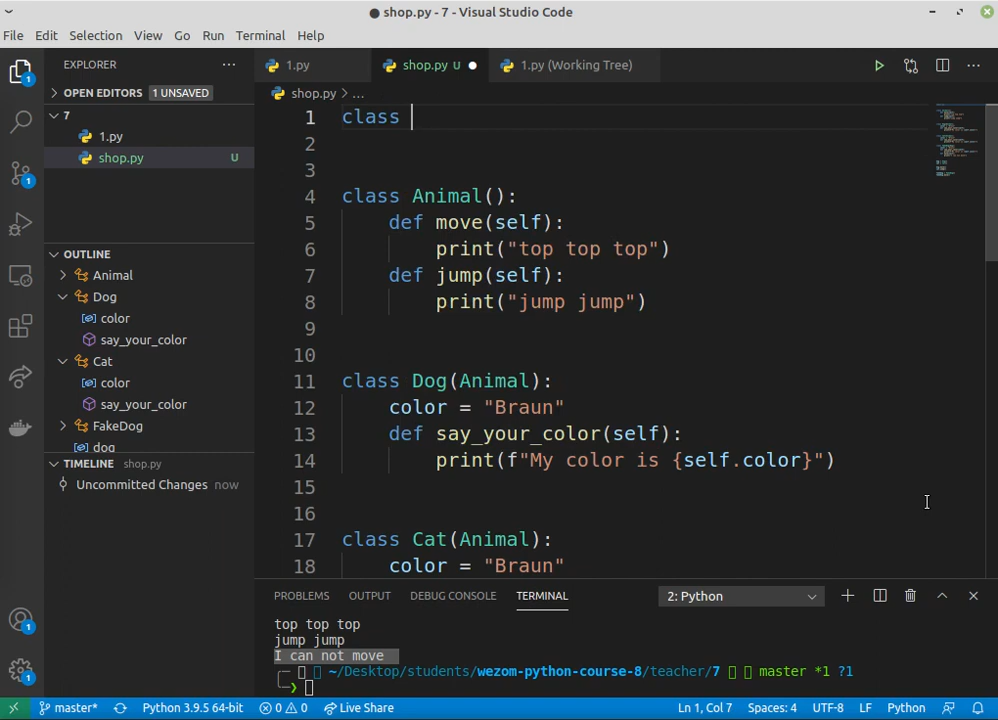 ● shop.py - 7 - Visual Studio Code
File Edit Selection View Go Run Terminal Help
EXPLORER ···
1.py
shop.py U ●
1.py (Working Tree)
OPEN EDITORS 1 UNSAVED
shop.py > ...
7
1.py
shop.py U
OUTLINE
Animal
Dog
color
say_your_color
Cat
color
say_your_color
FakeDog
dog
TIMELINE shop.py
Uncommitted Changes now
1 class
2
3
4 class Animal():
5 def move(self):
6 print("top top top")
7 def jump(self):
8 print("jump jump")
9
10
11 class Dog(Animal):
12 color = "Braun"
13 def say_your_color(self):
14 print(f"My color is {self.color}")
15
16
17 class Cat(Animal):
18 color = "Braun"
PROBLEMS OUTPUT DEBUG CONSOLE TERMINAL 2: Python
top top top
jump jump
I can not move
~/Desktop/students/wezom-python-course-8/teacher/7 master *1 ?1
1
1
1
1
master* Python 3.9.5 64-bit 0 0 Live Share Ln 1, Col 7 Spaces: 4 UTF-8 LF Python